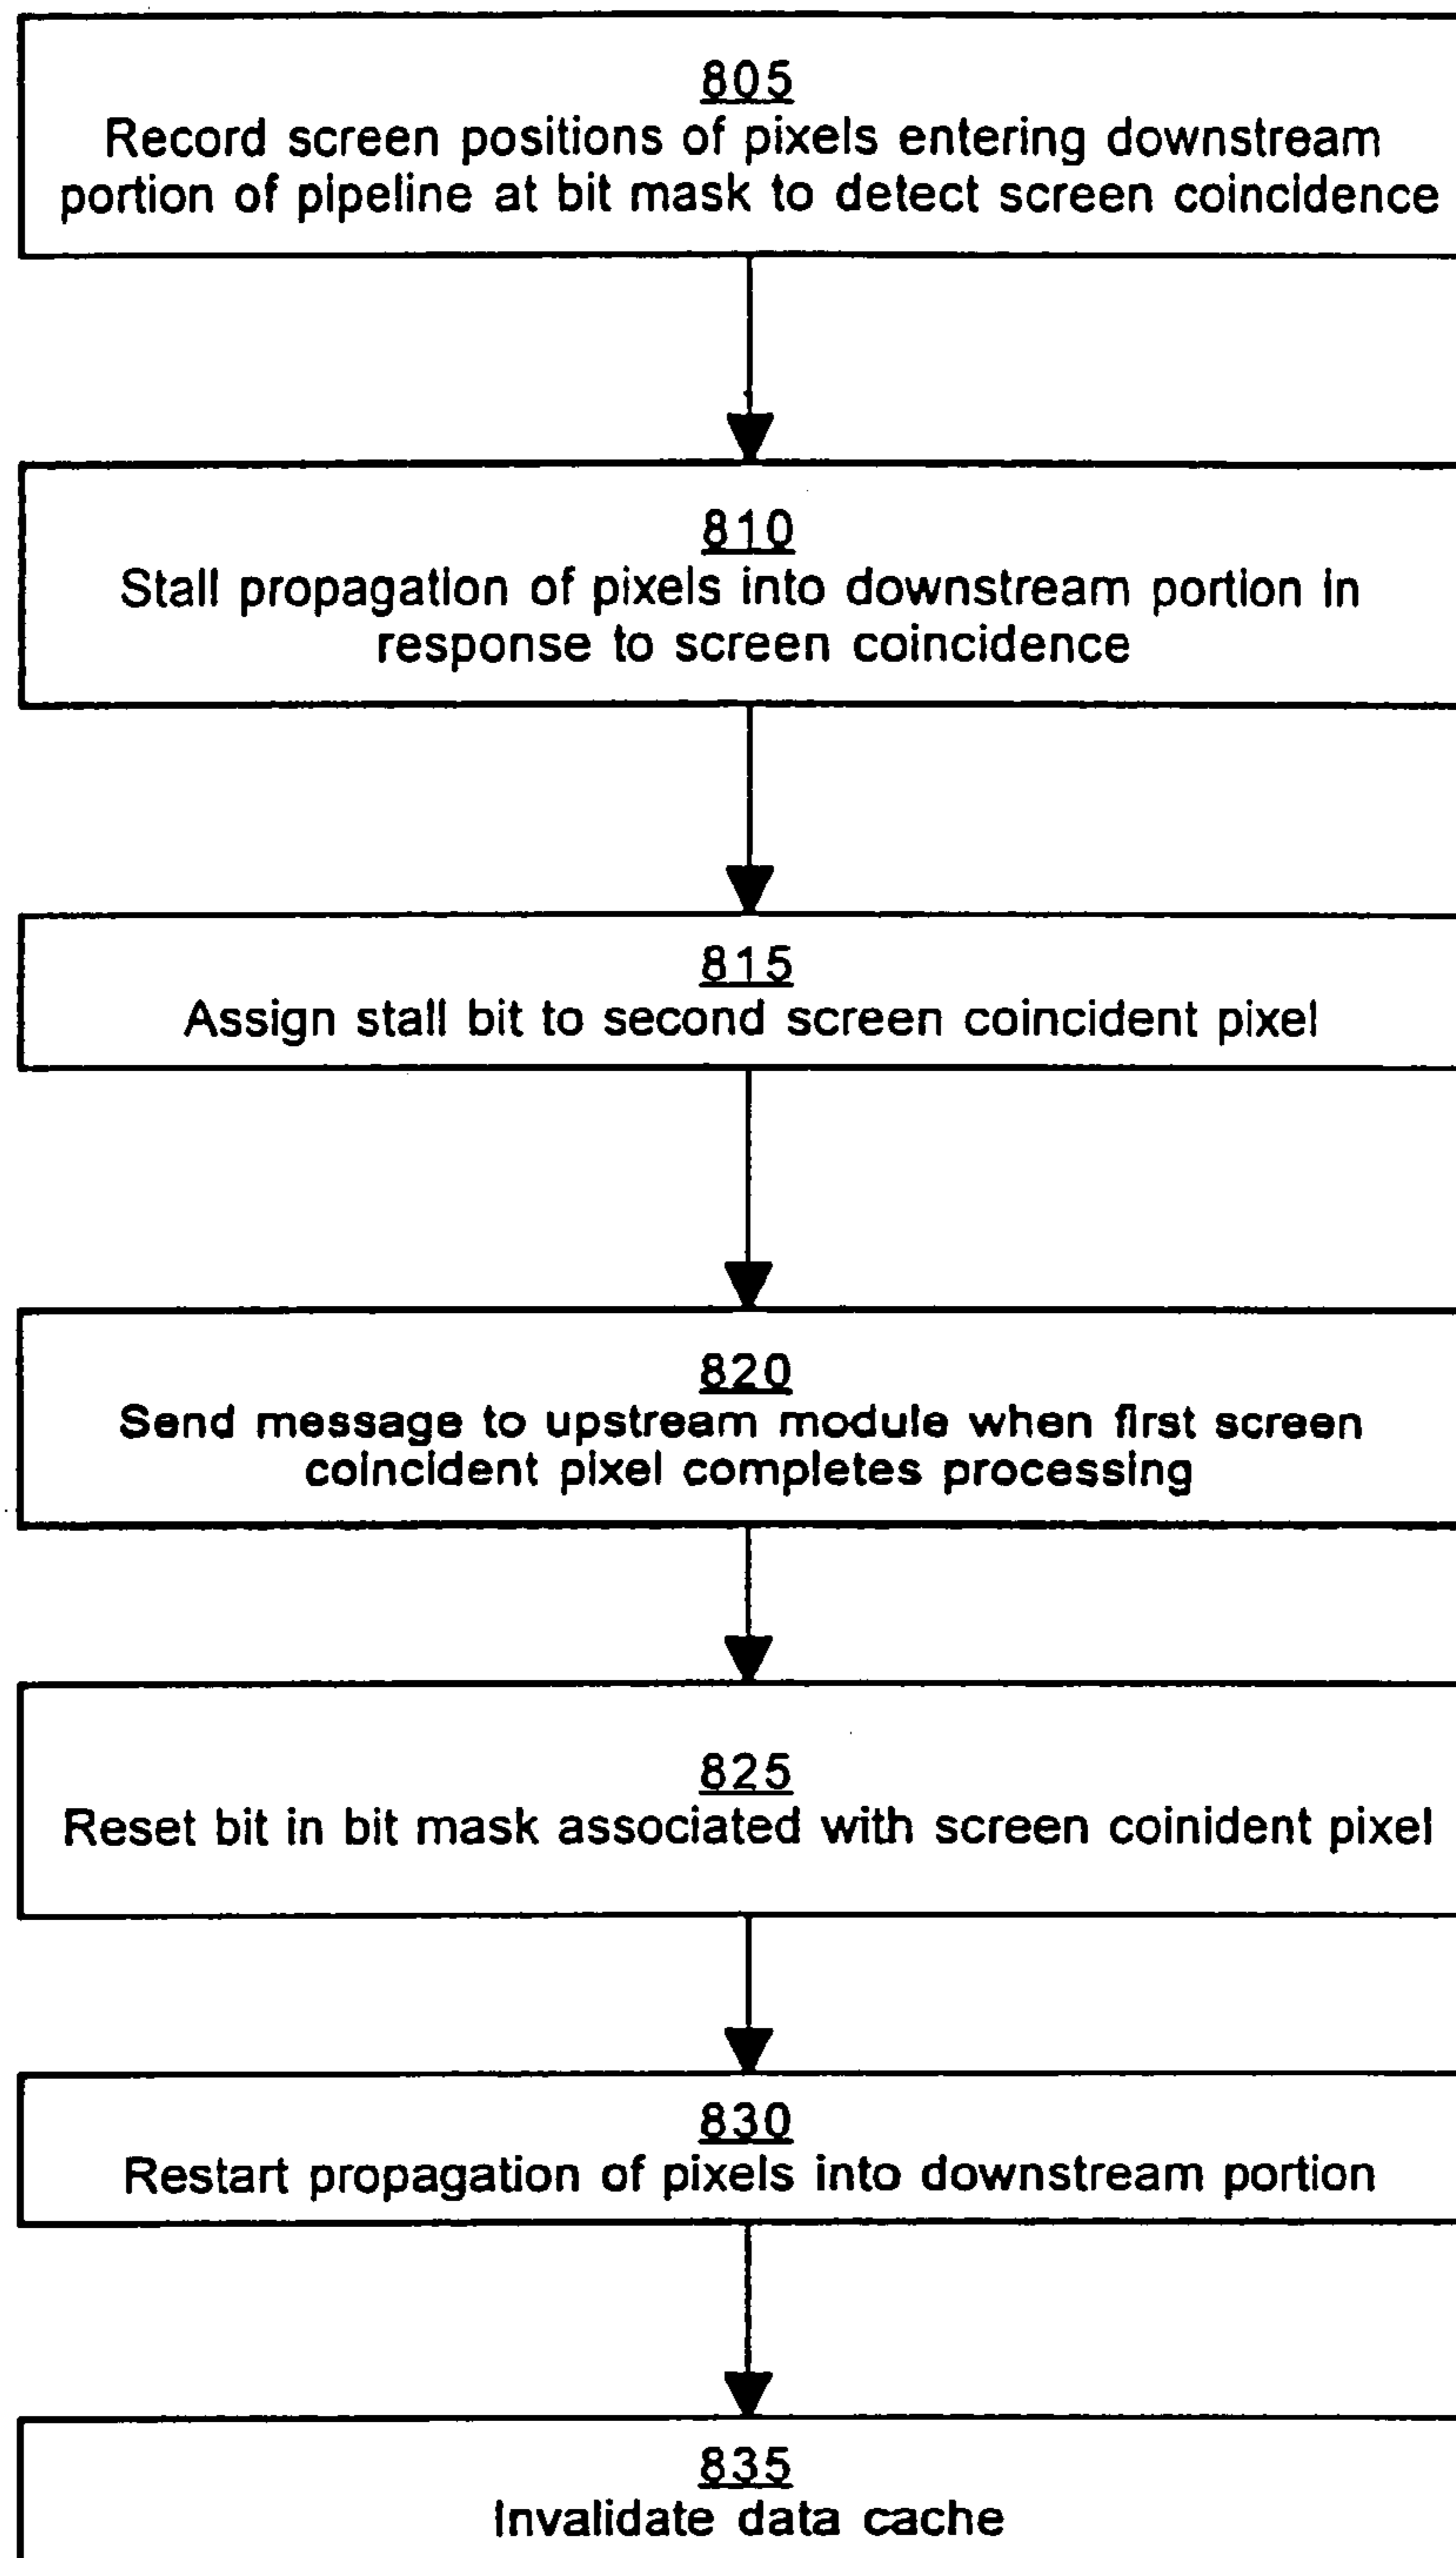 805
Record screen positions of pixels entering downstream
portion of pipeline at bit mask to detect screen coincidence
810
Stall propagation of pixels into downstream portion in
response to screen coincidence
815
Assign stall bit to second screen coincident pixel
820
Send message to upstream module when first screen
coincident pixel completes processing
825
Reset bit in bit mask associated with screen coinident pixel
830
Restart propagation of pixels into downstream portion
835
Invalidate data cache